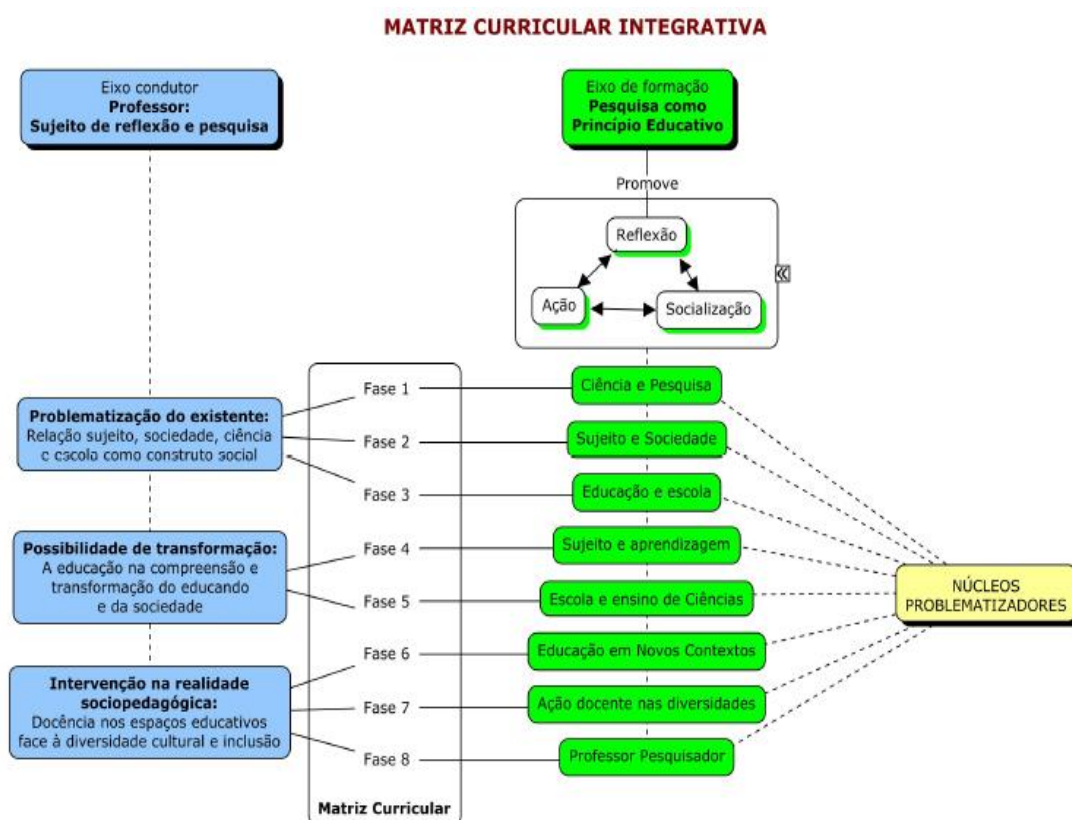 MATRIZ CURRICULAR INTEGRATIVA
Eixo condutor
Professor:
Sujeito de reflexão e pesquisa
Eixo de formação
Pesquisa como
Princípio Educativo
Promove
Reflexão
Ação
Socialização
Problematização do existente:
Relação sujeito, sociedade, ciência
e escola como construto social
Possibilidade de transformação:
A educação na compreensão e
transformação do educando
e da sociedade
Intervenção na realidade
sociopedagógica:
Docência nos espaços educativos
face à diversidade cultural e inclusão
Fase 1
Fase 2
Fase 3
Fase 4
Fase 5
Fase 6
Fase 7
Fase 8
Matriz Curricular
Ciência e Pesquisa
Sujeito e Sociedade
Educação e escola
Sujeito e aprendizagem
Escola e ensino de Ciências
Educação em Novos Contextos
Ação docente nas diversidades
Professor Pesquisador
NÚCLEOS
PROBLEMATIZADORES